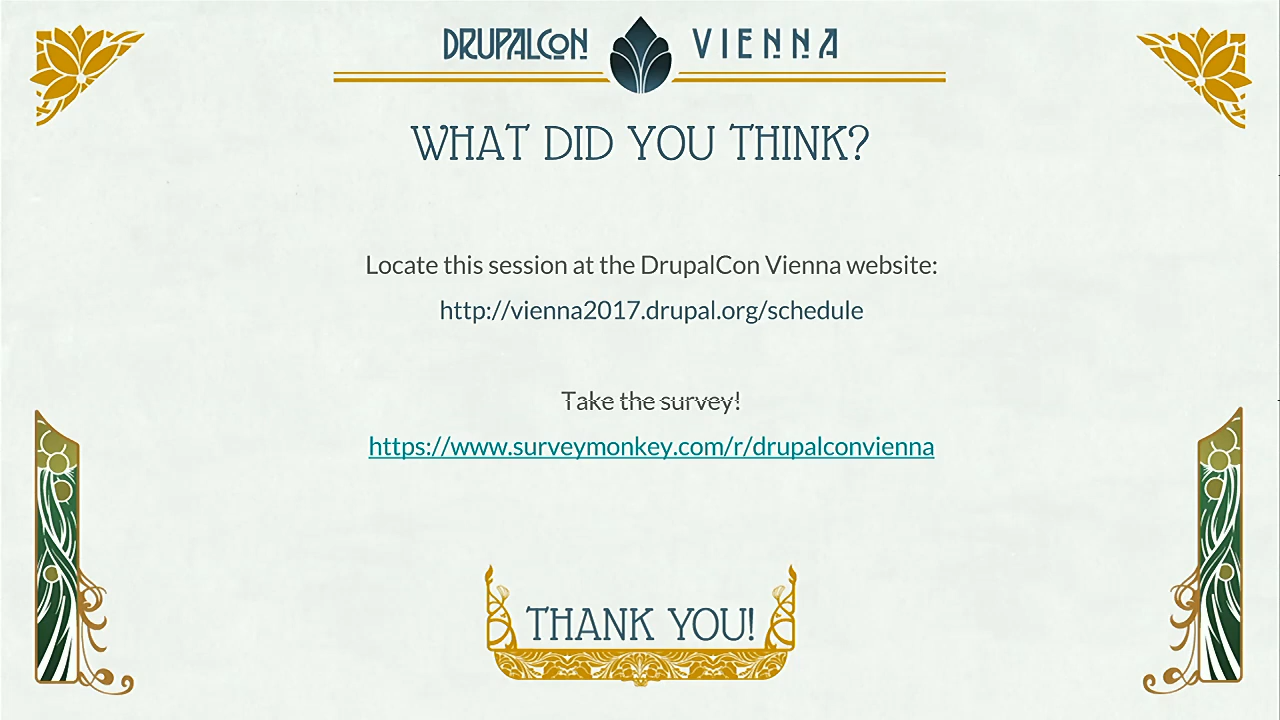 DRUPALCON VIENNA
WHAT DID YOU THINK?
Locate this session at the DrupalCon Vienna website:
http://vienna2017.drupal.org/schedule
Take the survey!
https://www.surveymonkey.com/r/drupalconvienna
THANK YOU!